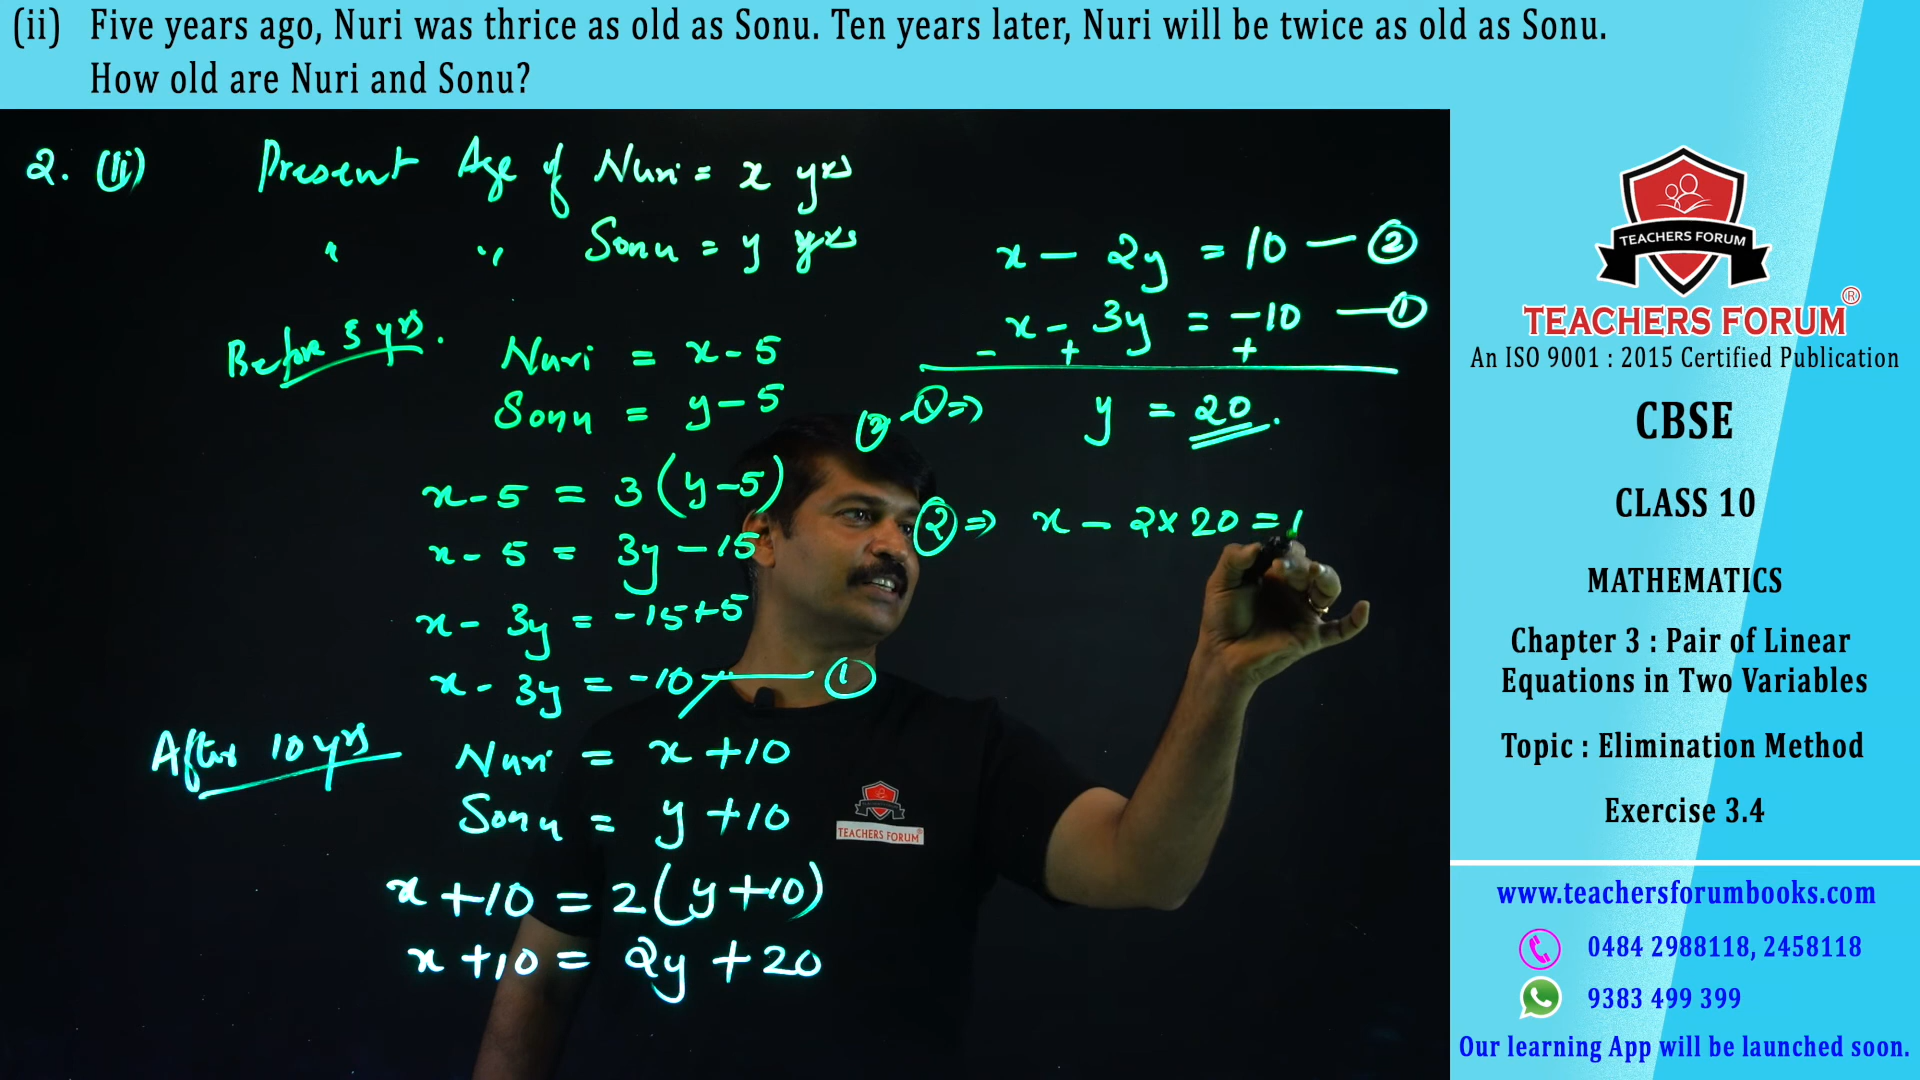 (ii) Five years ago, Nuri was thrice as old as Sonu. Ten years later, Nuri will be twice as old as Sonu.
How old are Nuri and Sonu?
2. (ii) Present Age of Nuri = x yrs
" " Sonu = y yrs
Before 5 yrs.
Nuri = x - 5
Sonu = y - 5
x - 5 = 3 (y - 5)
x - 5 = 3y - 15
x - 3y = -15 + 5
x - 3y = -10 — ①
After 10 yrs
Nuri = x + 10
Sonu = y + 10
x + 10 = 2 (y + 10)
x + 10 = 2y + 20
x - 2y = 10 — ②
x - 3y = -10 — ①
- + +
② - ① ⇒ y = 20.
② ⇒ x - 2 × 20 = 1
TEACHERS FORUM
TEACHERS FORUM
TEACHERS FORUM®
An ISO 9001 : 2015 Certified Publication
CBSE
CLASS 10
MATHEMATICS
Chapter 3 : Pair of Linear
Equations in Two Variables
Topic : Elimination Method
Exercise 3.4
www.teachersforumbooks.com
0484 2988118, 2458118
9383 499 399
Our learning App will be launched soon.